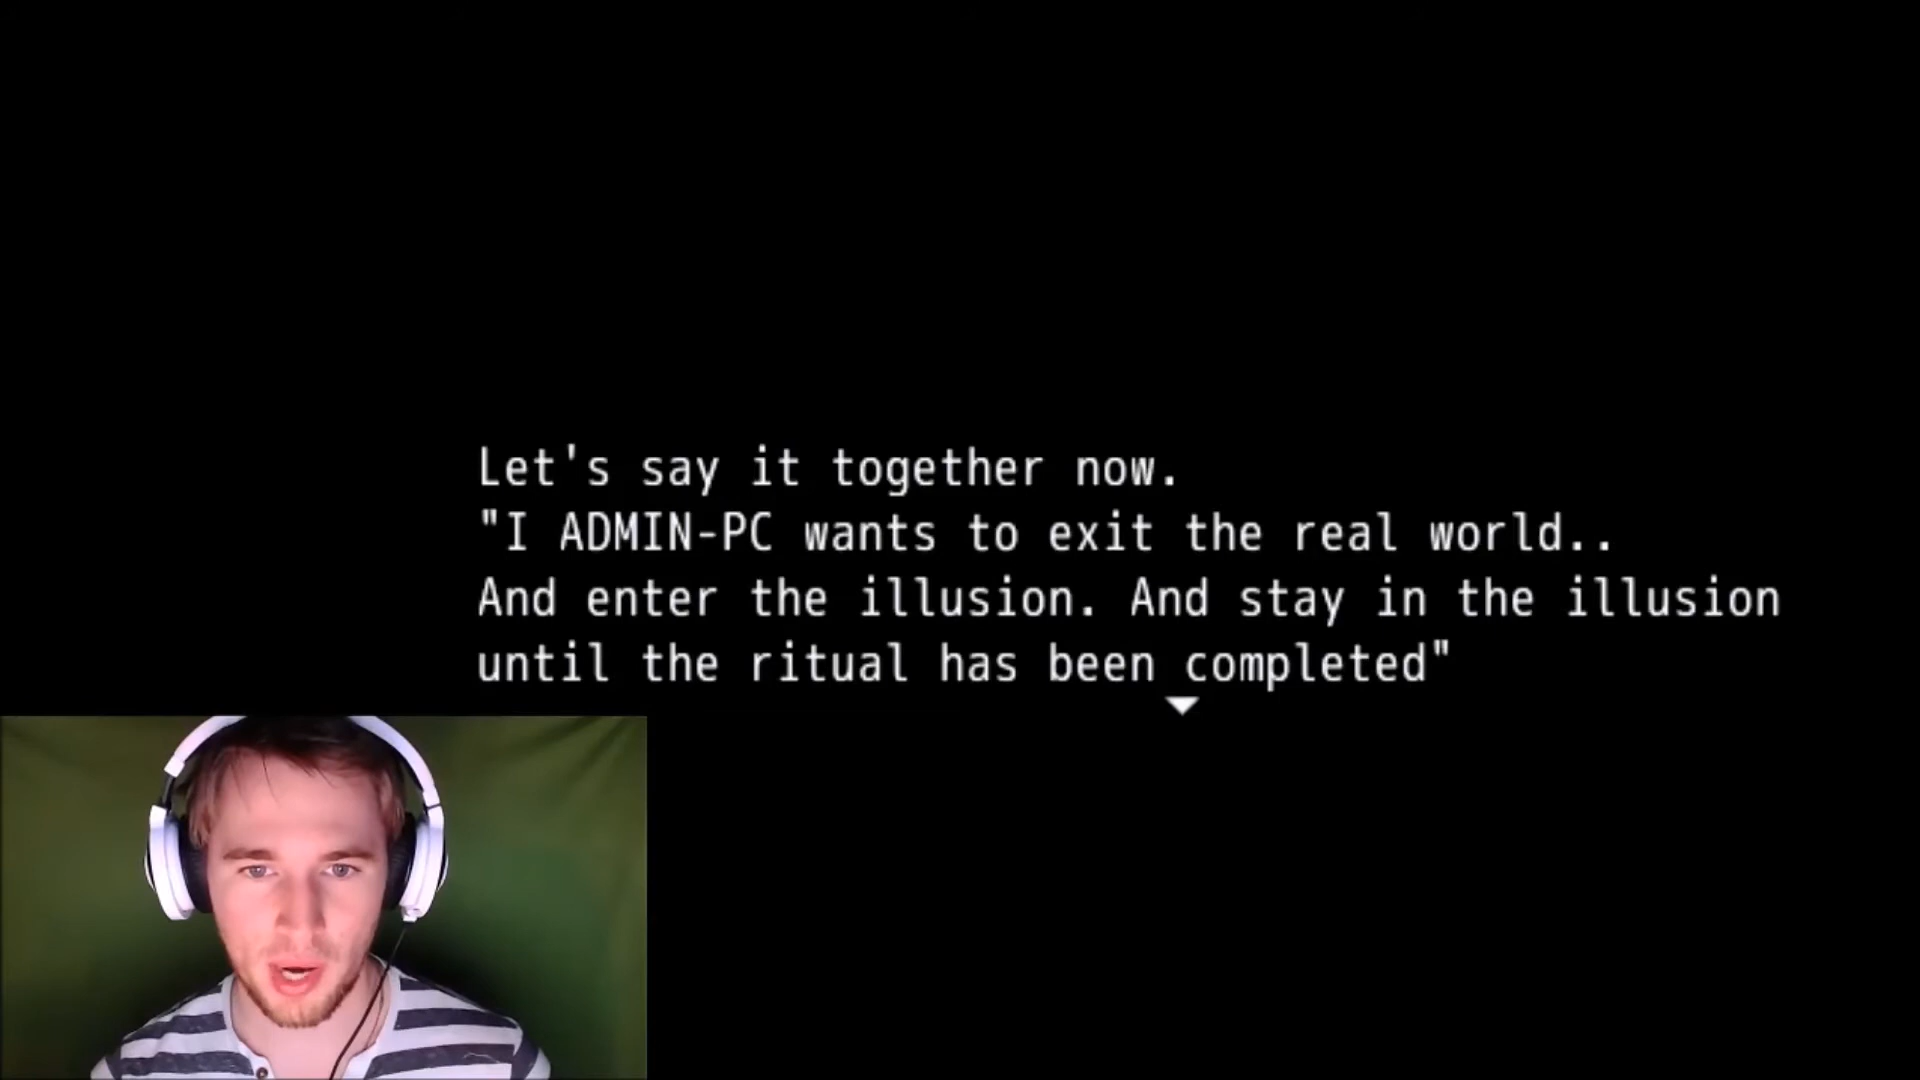 Let's say it together now.
"I ADMIN-PC wants to exit the real world..
And enter the illusion. And stay in the illusion
until the ritual has been completed"